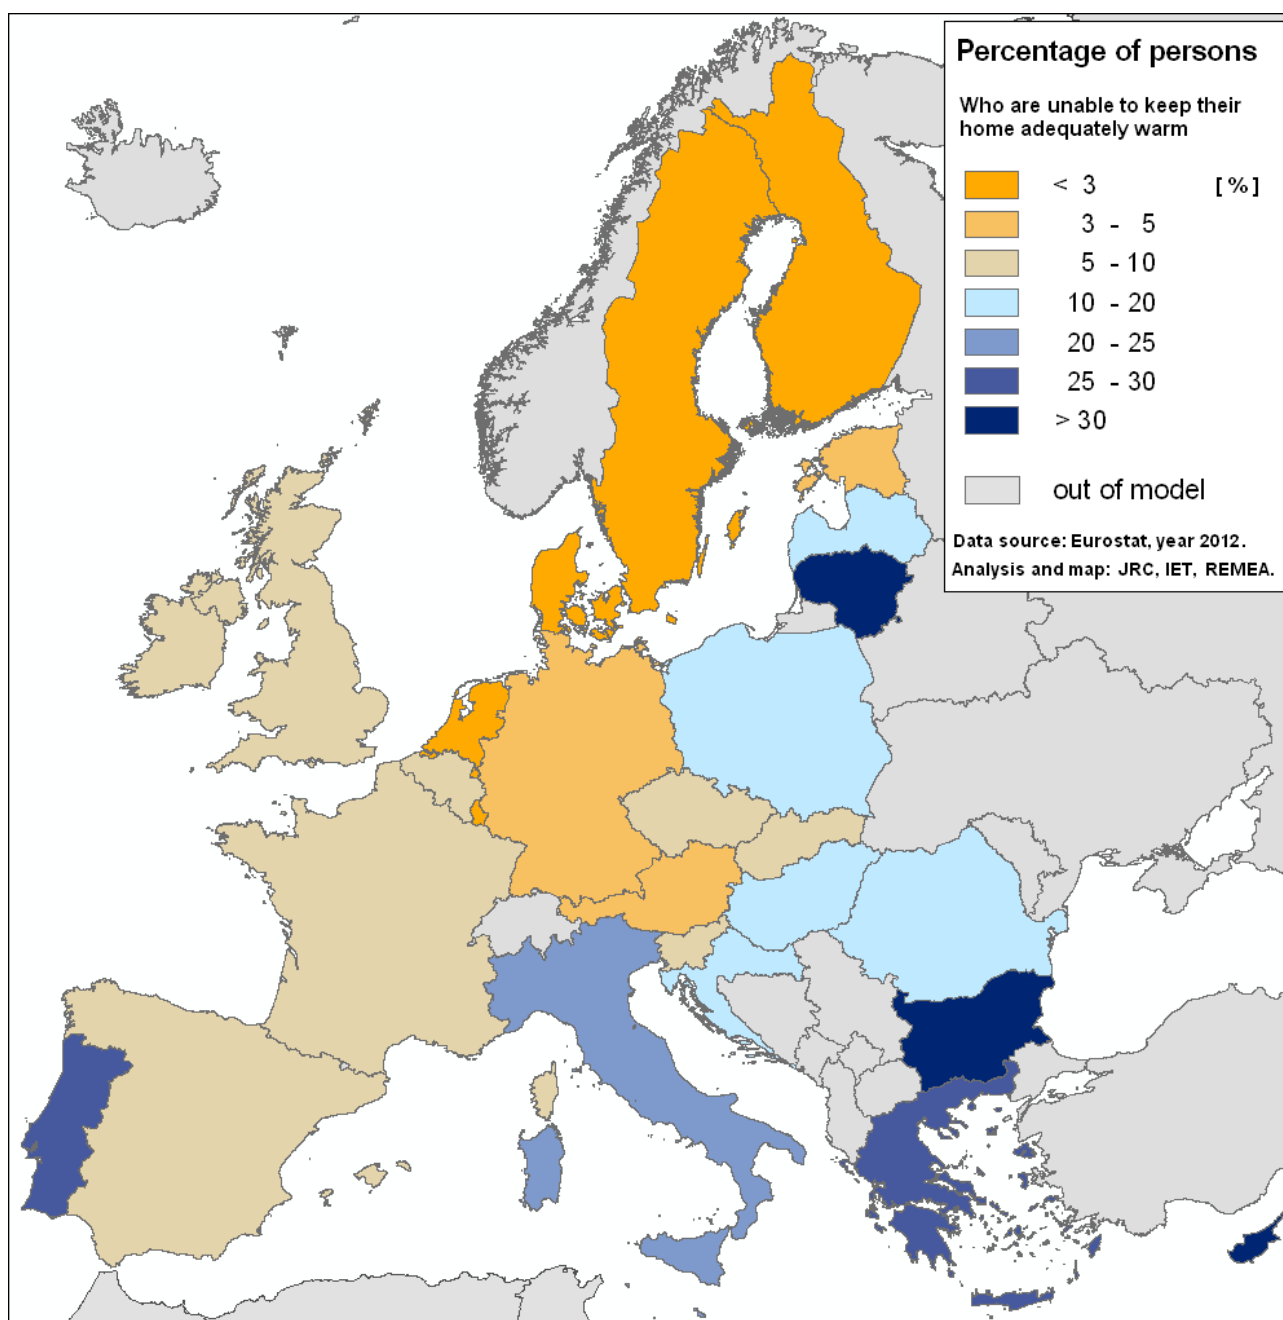 Percentage of persons
Who are unable to keep their
home adequately warm
< 3 [ % ]
3 - 5
5 - 10
10 - 20
20 - 25
25 - 30
> 30
out of model
Data source: Eurostat, year 2012.
Analysis and map: JRC, IET, REMEA.